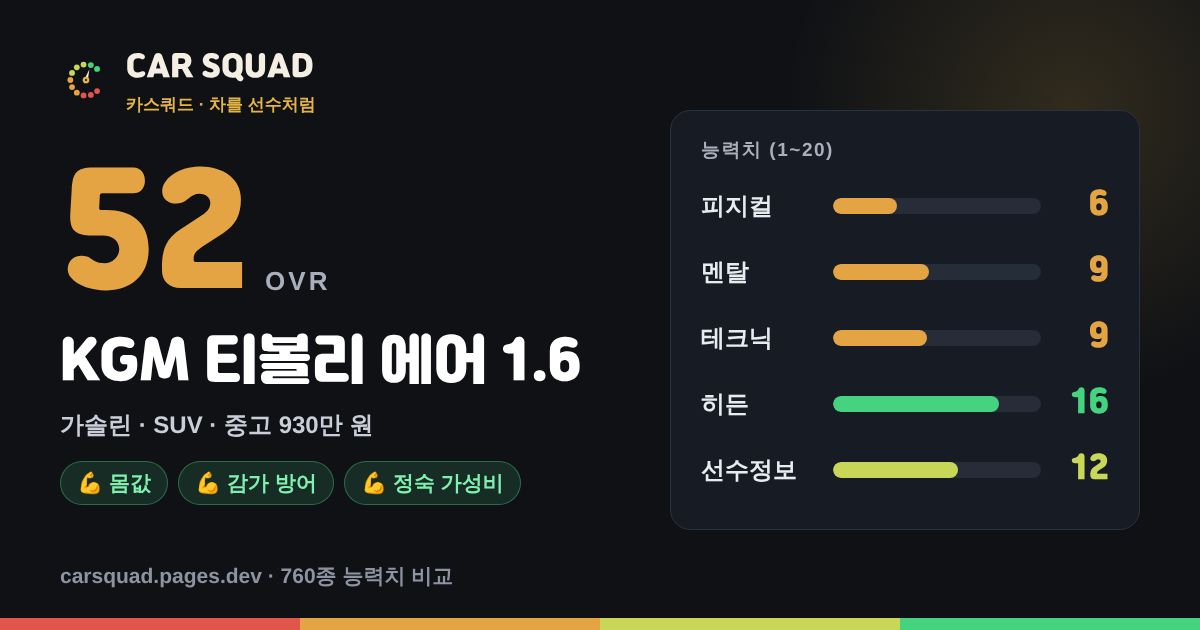 CAR SQUAD
카스쿼드 · 차를 선수처럼
52 OVR
KGM 티볼리 에어 1.6
가솔린 · SUV · 중고 930만 원
💪 몸값 💪 감가 방어 💪 정숙 가성비
carsquad.pages.dev · 760종 능력치 비교
능력치 (1~20)
피지컬 6
멘탈 9
테크닉 9
히든 16
선수정보 12